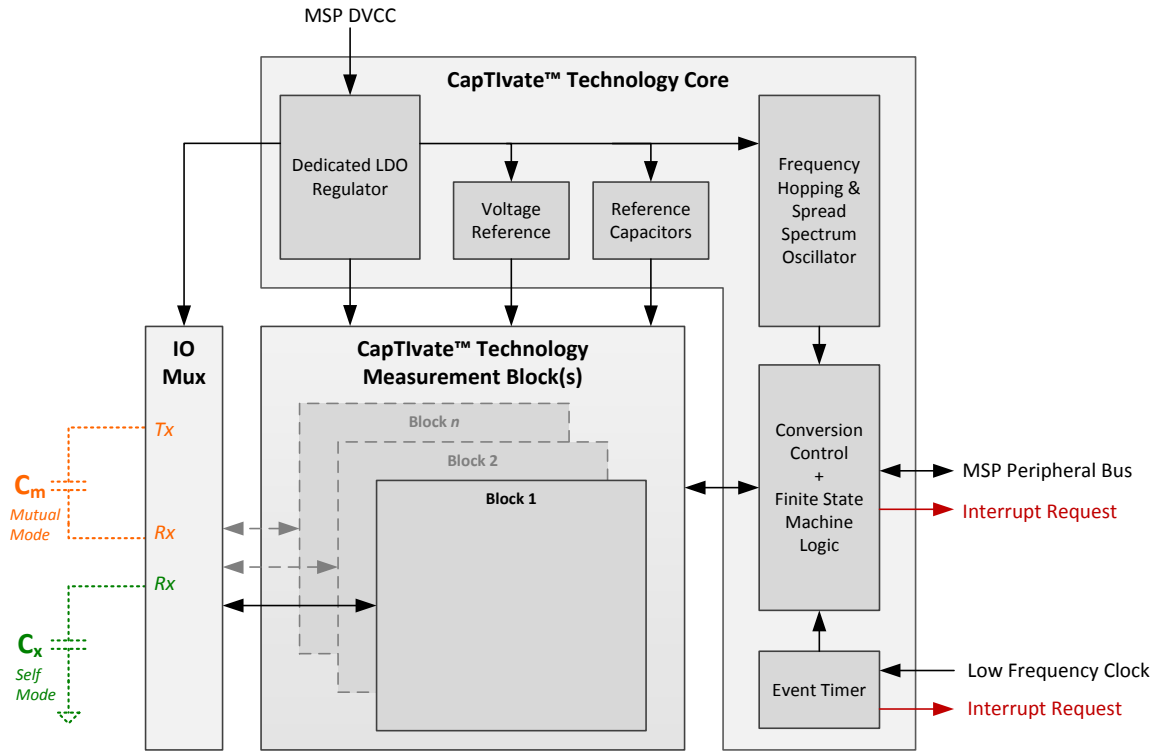 MSP DVCC
CapTIvate™ Technology Core
Dedicated LDO
Regulator
Voltage
Reference
Reference
Capacitors
Frequency
Hopping &
Spread
Spectrum
Oscillator
IO
Mux
CapTIvate™ Technology
Measurement Block(s)
Block n
Block 2
Block 1
Tx
Cm
Mutual
Mode
Rx
Rx
Cx
Self
Mode
Conversion
Control
+
Finite State
Machine
Logic
MSP Peripheral Bus
Interrupt Request
Event Timer
Low Frequency Clock
Interrupt Request